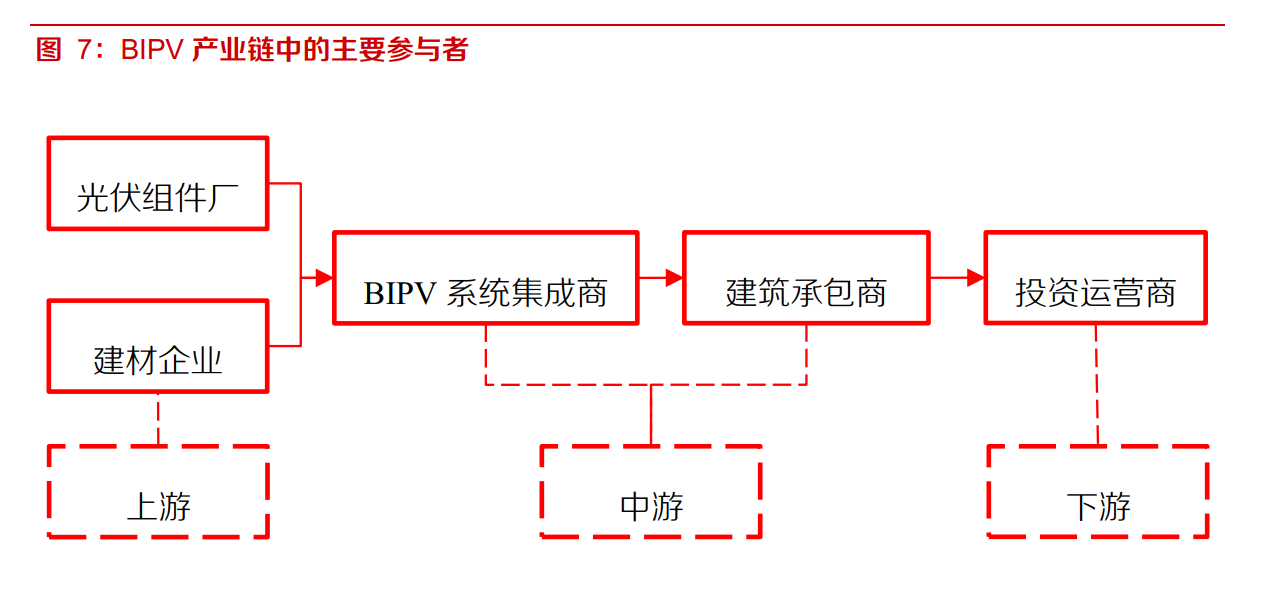 图 7：BIPV 产业链中的主要参与者
光伏组件厂
BIPV 系统集成商
建筑承包商
投资运营商
建材企业
上游
中游
下游